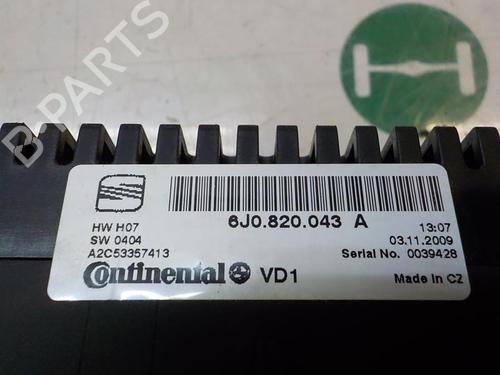 B-PARTS
6J0.820.043 A
HW H07
SW 0404
A2C53357413
13:07
03.11.2009
Serial No. 0039428
Continental VD1
Made In CZ